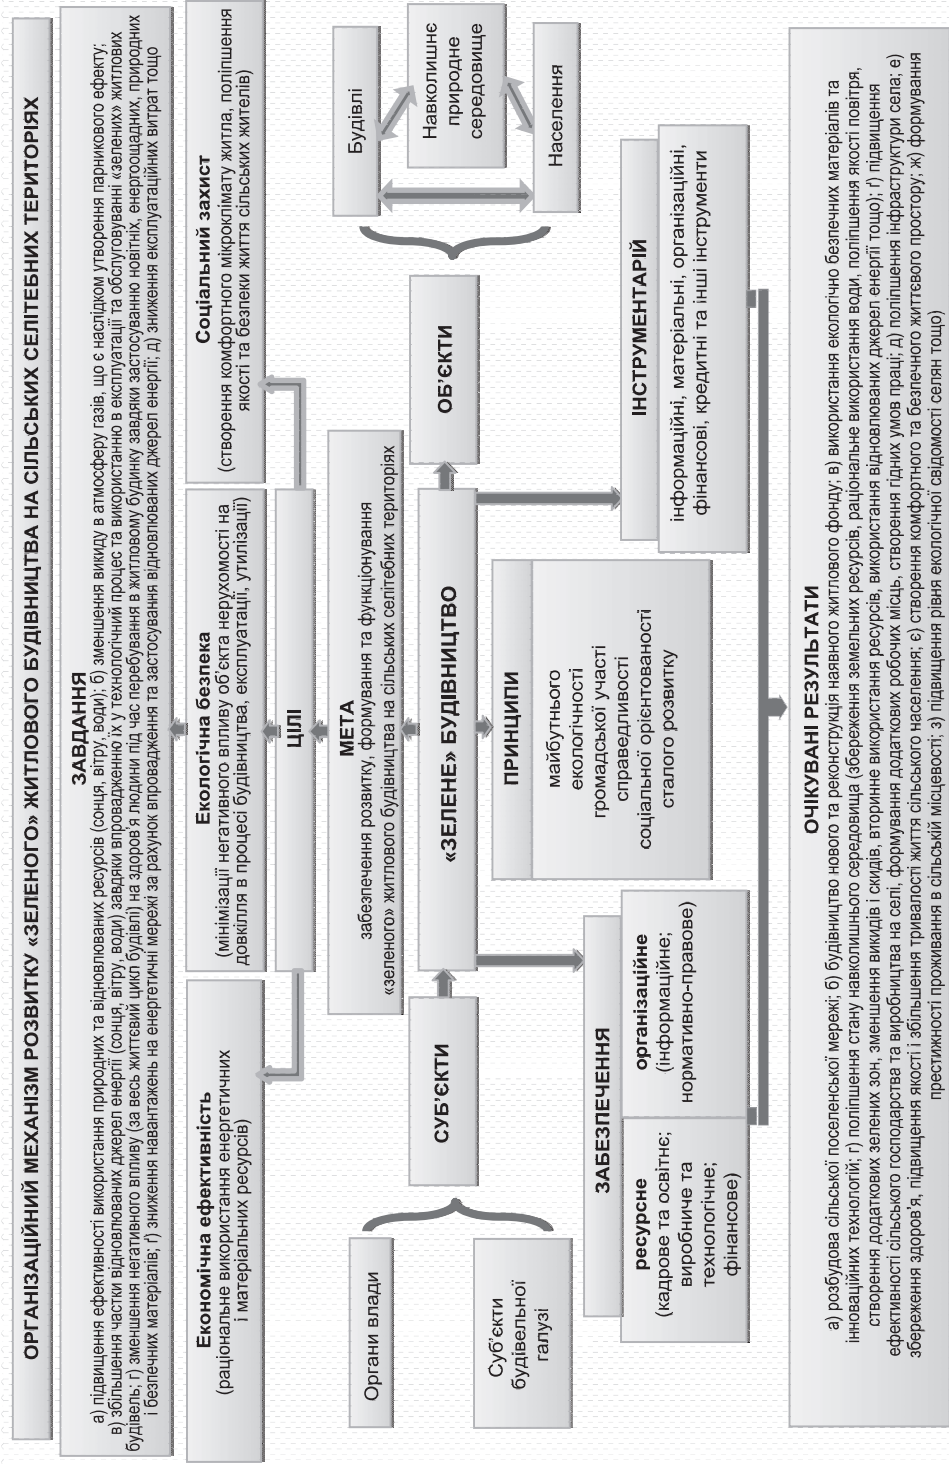 ОРГАНІЗАЦІЙНИЙ МЕХАНІЗМ РОЗВИТКУ «ЗЕЛЕНОГО» ЖИТЛОВОГО БУДІВНИЦТВА НА СІЛЬСЬКИХ СЕЛІТЕБНИХ ТЕРИТОРІЯХ
ЗАВДАННЯ
а) підвищення ефективності використання природних та відновлюваних ресурсів (сонця, вітру, води); б) зменшення викиду в атмосферу газів, що є наслідком утворення парникового ефекту;
в) збільшення частки відновлюваних джерел енергії (сонця, вітру, води) завдяки впровадженню їх у технологічний процес та використанню в експлуатації та обслуговуванні «зелених» житлових
будівель; г) зменшення негативного впливу (за весь життєвий цикл будівлі) на здоров’я людини під час перебування в житловому будинку завдяки застосуванню новітніх, енергоощадних, природних
і безпечних матеріалів; ґ) зниження навантажень на енергетичні мережі за рахунок впровадження та застосування відновлюваних джерел енергії; д) зниження експлуатаційних витрат тощо
Економічна ефективність
(раціональне використання енергетичних
і матеріальних ресурсів)
Екологічна безпека
(мінімізації негативного впливу об’єкта нерухомості на
довкілля в процесі будівництва, експлуатації, утилізації)
Соціальний захист
(створення комфортного мікроклімату житла, поліпшення
якості та безпеки життя сільських жителів)
ЦІЛІ
МЕТА
забезпечення розвитку, формування та функціонування
«зеленого» житлового будівництва на сільських селітебних територіях
Органи влади
Суб’єкти
будівельної
галузі
СУБ’ЄКТИ
«ЗЕЛЕНЕ» БУДІВНИЦТВО
ОБ’ЄКТИ
Будівлі
Навколишнє
природне
середовище
Населення
ЗАБЕЗПЕЧЕННЯ
ресурсне
(кадрове та освітнє;
виробниче та
технологічне;
фінансове)
організаційне
(інформаційне;
нормативно-правове)
ПРИНЦИПИ
майбутнього
екологічності
громадської участі
справедливості
соціальної орієнтованості
сталого розвитку
ІНСТРУМЕНТАРІЙ
інформаційні, матеріальні, організаційні,
фінансові, кредитні та інші інструменти
ОЧІКУВАНІ РЕЗУЛЬТАТИ
а) розбудова сільської поселенської мережі; б) будівництво нового та реконструкція наявного житлового фонду; в) використання екологічно безпечних матеріалів та
інноваційних технологій; г) поліпшення стану навколишнього середовища (збереження земельних ресурсів, раціональне використання води, поліпшення якості повітря,
створення додаткових зелених зон, зменшення викидів і скидів, вторинне використання ресурсів, використання відновлюваних джерел енергії тощо); ґ) підвищення
ефективності сільського господарства та виробництва на селі, формування додаткових робочих місць, створення гідних умов праці; д) поліпшення інфраструктури села; е)
збереження здоров’я, підвищення якості і збільшення тривалості життя сільського населення; є) створення комфортного та безпечного життєвого простору; ж) формування
престижності проживання в сільській місцевості; з) підвищення рівня екологічної свідомості селян тощо